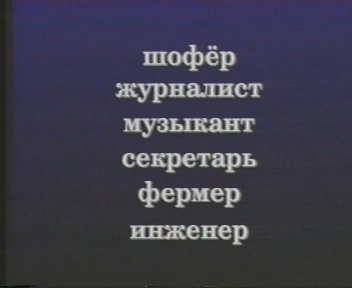 шофёр
журналист
музыкант
секретарь
фермер
инженер